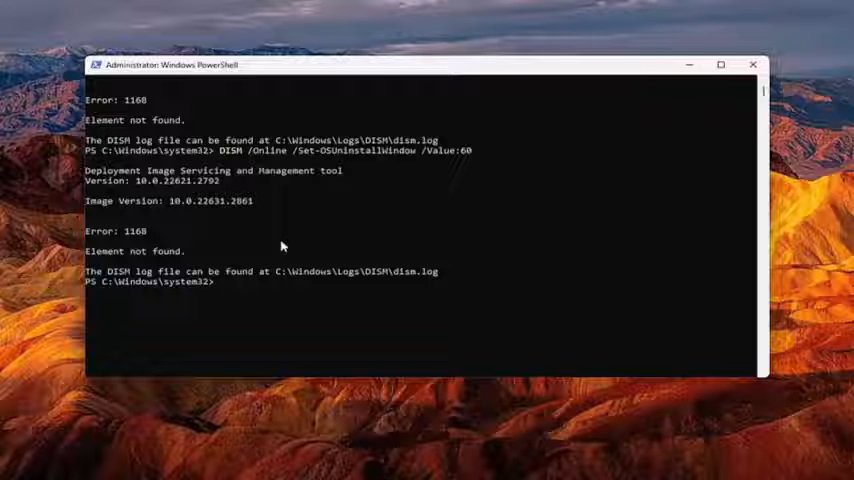 Administrator: Windows PowerShell
Error: 1168
Element not found.
The DISM log file can be found at C:\Windows\Logs\DISM\dism.log
PS C:\Windows\system32> DISM /Online /Set-OSUninstallWindow /Value:60
Deployment Image Servicing and Management tool
Version: 10.0.22621.2792
Image Version: 10.0.22631.2861
Error: 1168
Element not found.
The DISM log file can be found at C:\Windows\Logs\DISM\dism.log
PS C:\Windows\system32>